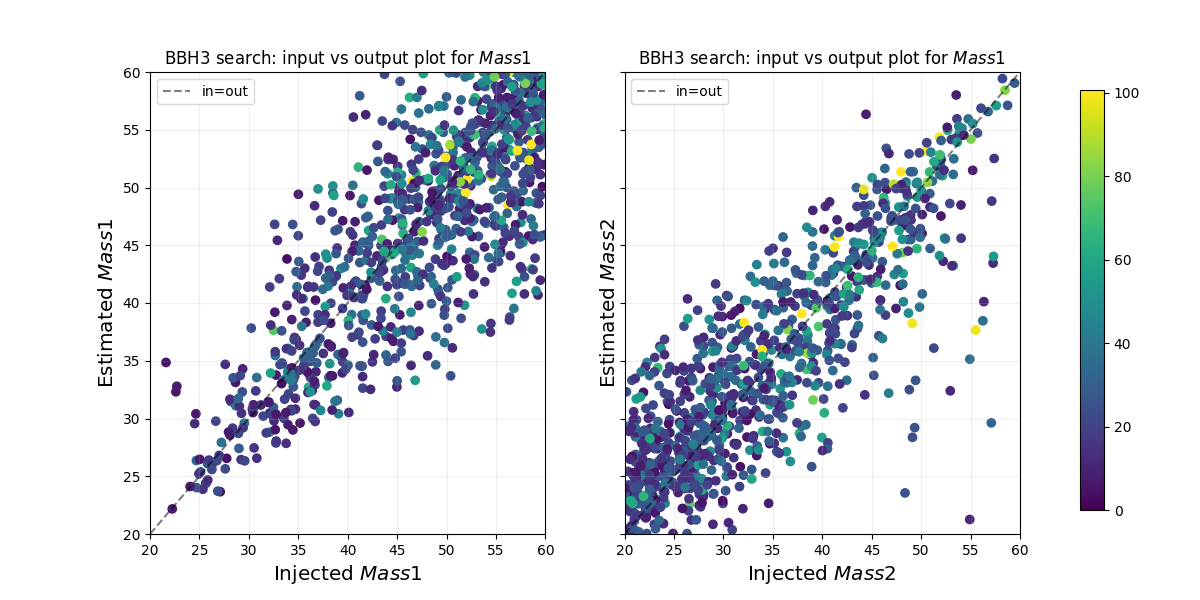 BBH3 search: input vs output plot for Mass1
in=out
Estimated Mass1
60
55
50
45
40
35
30
25
20
20 25 30 35 40 45 50 55 60
Injected Mass1
BBH3 search: input vs output plot for Mass1
in=out
Estimated Mass2
20 25 30 35 40 45 50 55 60
Injected Mass2
100
80
60
40
20
0